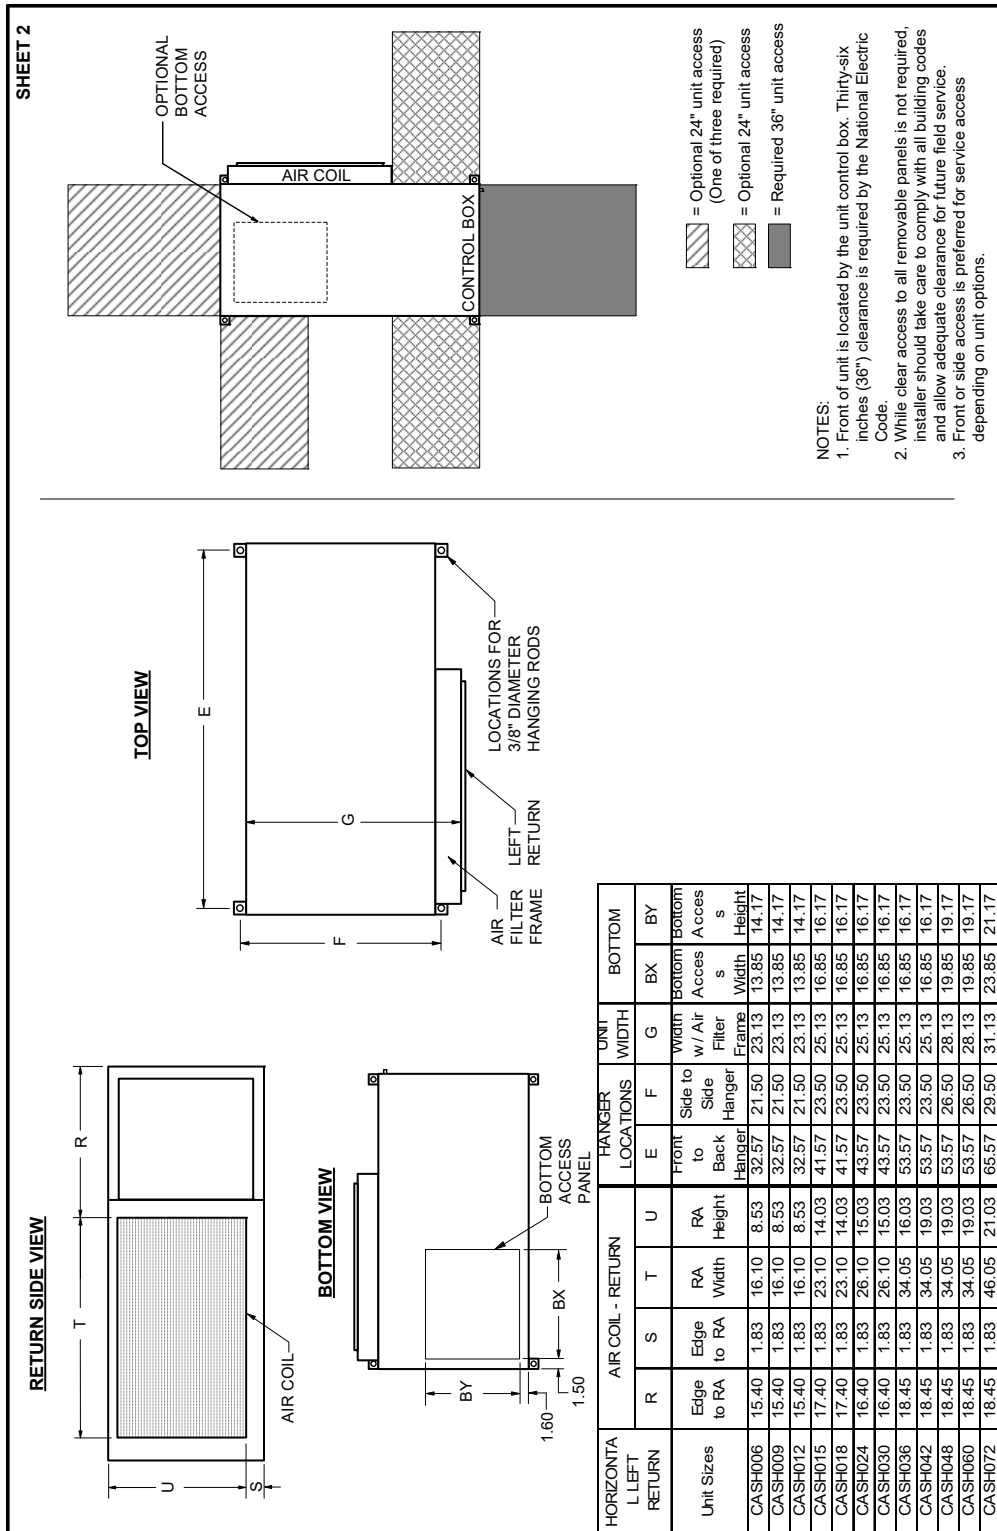 SHEET 2
RETURN SIDE VIEW
T
R
U
S
AIR COIL
TOP VIEW
E
F
G
AIR
FILTER
FRAME
LEFT
RETURN
LOCATIONS FOR
3/8" DIAMETER
HANGING RODS
OPTIONAL
BOTTOM
ACCESS
AIR COIL
CONTROL BOX
BOTTOM VIEW
BY
BX
1.60
1.50
BOTTOM
ACCESS
PANEL
= Optional 24" unit access
(One of three required)
= Optional 24" unit access
= Required 36" unit access
NOTES:
1. Front of unit is located by the unit control box. Thirty-six
inches (36") clearance is required by the National Electric
Code.
2. While clear access to all removable panels is not required,
installer should take care to comply with all building codes
and allow adequate clearance for future field service.
3. Front or side access is preferred for service access
depending on unit options.
HORIZONTA
L LEFT
RETURN
AIR COIL - RETURN
HANGER
LOCATIONS
UNIT
WIDTH
BOTTOM
R S T U E F G BX BY
Unit Sizes
Edge
to RA
Edge
to RA
RA
Width
RA
Height
Front
to
Back
Hanger
Side to
Side
Hanger
Width
w / Air
Filter
Frame
Bottom
Acces
s
Width
Bottom
Acces
s
Height
CASH006 15.40 1.83 16.10 8.53 32.57 21.50 23.13 13.85 14.17
CASH009 15.40 1.83 16.10 8.53 32.57 21.50 23.13 13.85 14.17
CASH012 15.40 1.83 16.10 8.53 32.57 21.50 23.13 13.85 14.17
CASH015 17.40 1.83 23.10 14.03 41.57 23.50 25.13 16.85 16.17
CASH018 17.40 1.83 23.10 14.03 41.57 23.50 25.13 16.85 16.17
CASH024 16.40 1.83 26.10 15.03 43.57 23.50 25.13 16.85 16.17
CASH030 16.40 1.83 26.10 15.03 43.57 23.50 25.13 16.85 16.17
CASH036 18.45 1.83 34.05 16.03 53.57 23.50 25.13 16.85 16.17
CASH042 18.45 1.83 34.05 19.03 53.57 23.50 25.13 16.85 16.17
CASH048 18.45 1.83 34.05 19.03 53.57 26.50 28.13 19.85 19.17
CASH060 18.45 1.83 34.05 19.03 53.57 26.50 28.13 19.85 19.17
CASH072 18.45 1.83 46.05 21.03 65.57 29.50 31.13 23.85 21.17